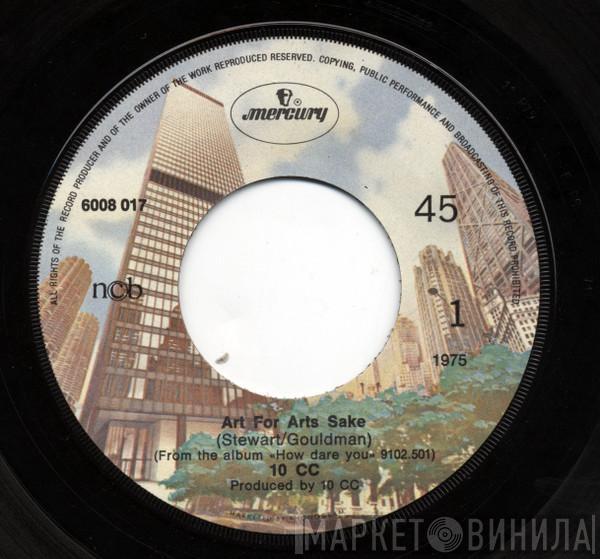 ALL RIGHTS OF THE RECORD PRODUCER AND OF THE OWNER OF THE WORK REPRODUCED RESERVED. COPYING, PUBLIC PERFORMANCE AND BROADCASTING OF THIS RECORD PROHIBITED.
mercury
6008 017
45
ncb
1
1975
Art For Arts Sake
(Stewart/Gouldman)
(From the album «How dare you» 9102.501)
10 CC
Produced by 10 CC
МАРКЕТ ВИНИЛА